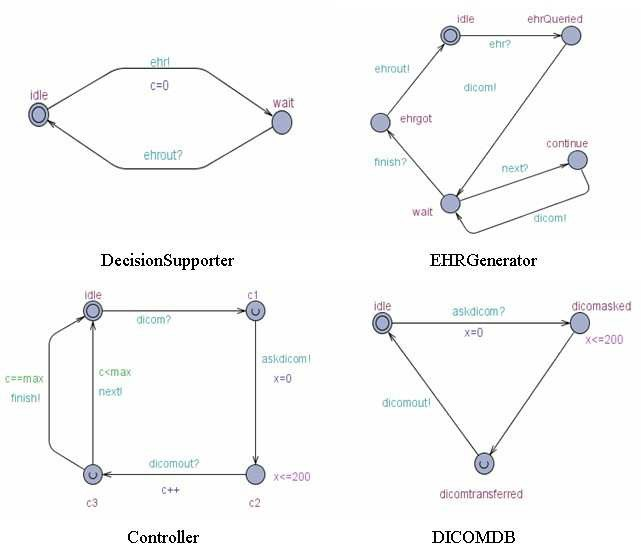 idle
ehr!
c=0
wait
ehrout?
DecisionSupporter
idle
ehrQueried
ehr?
ehrout!
dicom!
ehrgot
finish?
continue
next?
wait
dicom!
EHRGenerator
idle
c1
dicom?
askdicom!
x=0
c==max
finish!
c<max
next!
dicomout?
c++
x<=200
c3
c2
Controller
idle
askdicom?
x=0
dicomasked
x<=200
dicomout!
dicomtransferred
DICOMDB